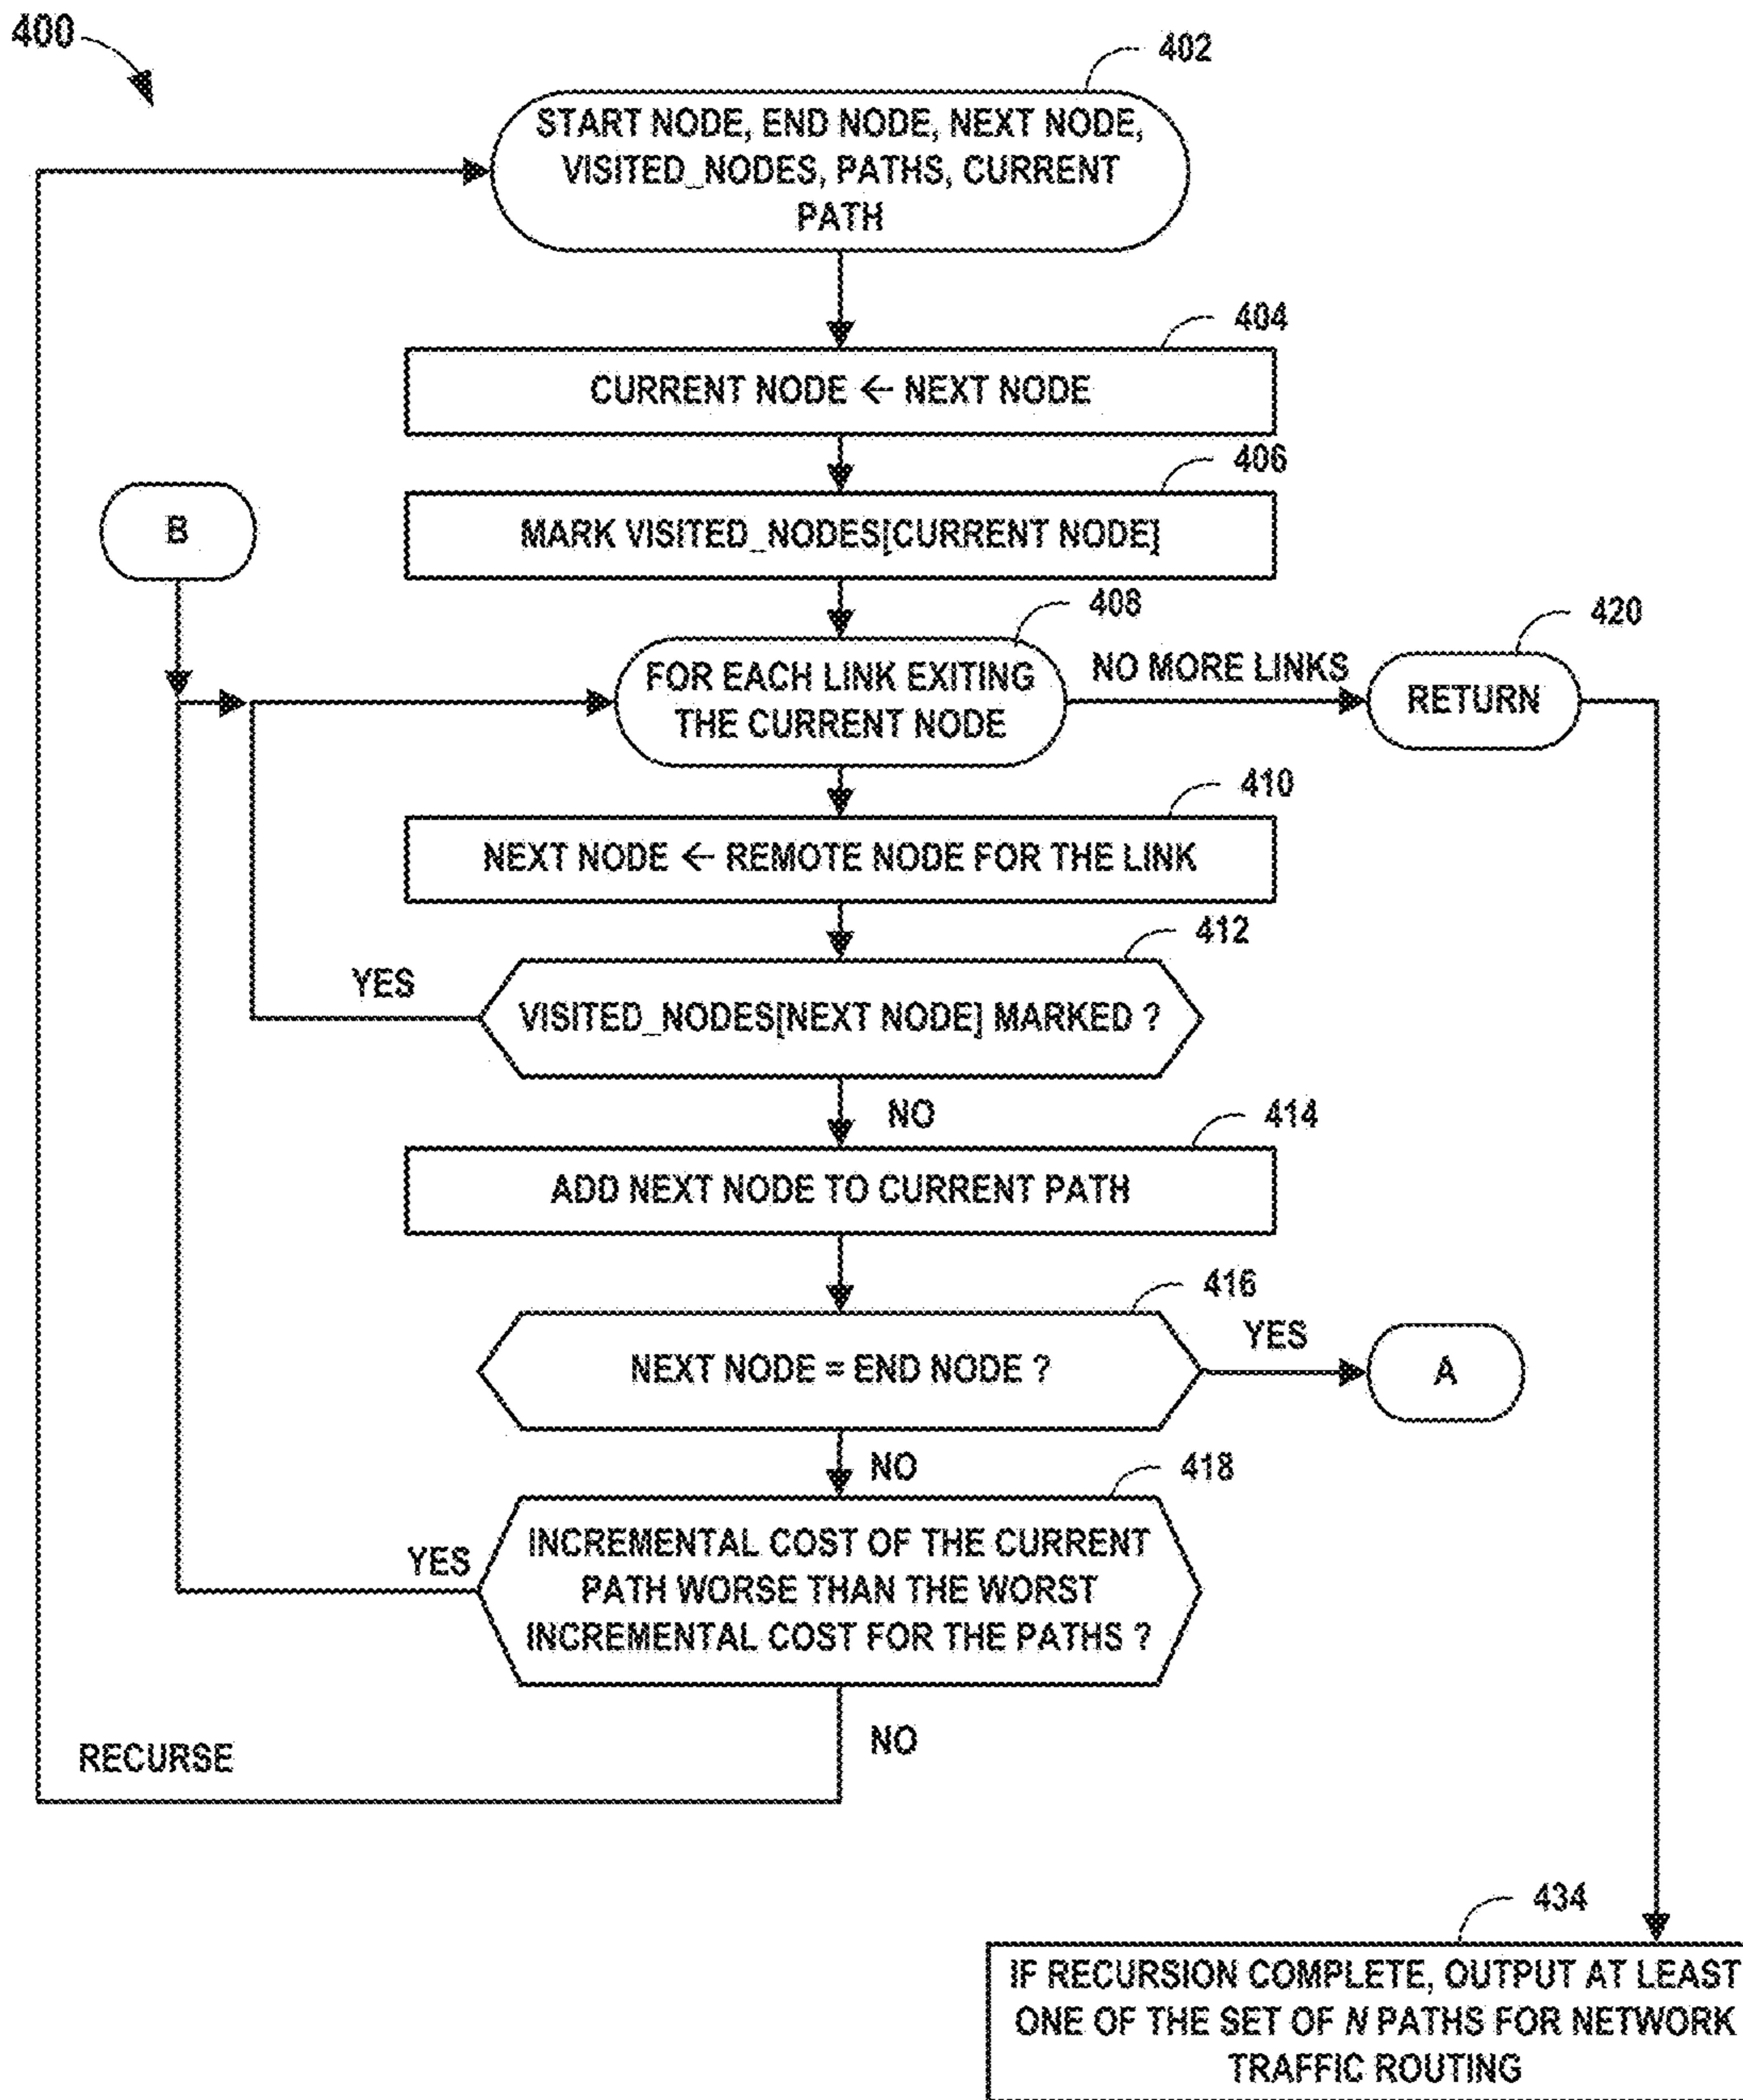 400
402
START NODE, END NODE, NEXT NODE,
VISITED_NODES, PATHS, CURRENT
PATH
404
CURRENT NODE ← NEXT NODE
406
MARK VISITED_NODES[CURRENT NODE]
B
408
FOR EACH LINK EXITING
THE CURRENT NODE
NO MORE LINKS
420
RETURN
410
NEXT NODE ← REMOTE NODE FOR THE LINK
412
VISITED_NODES[NEXT NODE] MARKED ?
YES
NO
414
ADD NEXT NODE TO CURRENT PATH
416
NEXT NODE = END NODE ?
YES
A
NO
418
INCREMENTAL COST OF THE CURRENT
PATH WORSE THAN THE WORST
INCREMENTAL COST FOR THE PATHS ?
YES
NO
RECURSE
434
IF RECURSION COMPLETE, OUTPUT AT LEAST
ONE OF THE SET OF N PATHS FOR NETWORK
TRAFFIC ROUTING